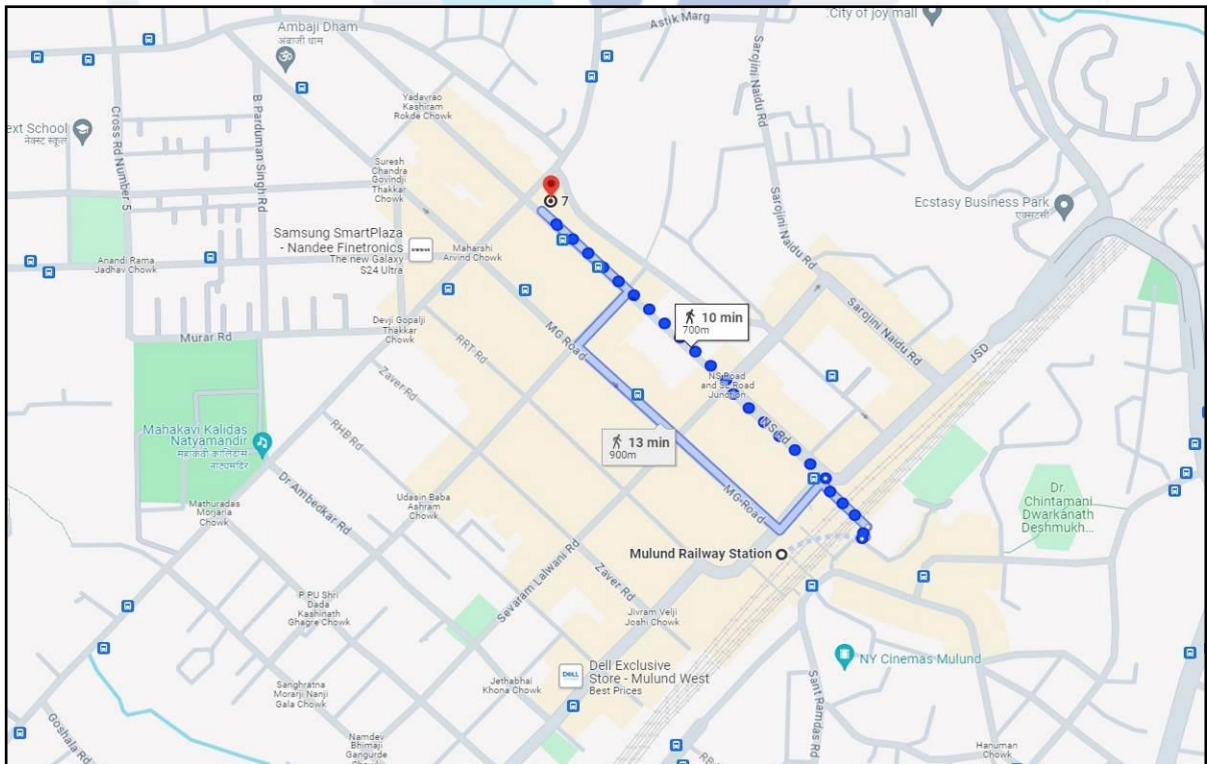 City of joy mall
Astik Marg
Ambaji Dham
अंबाजी धाम
Sarojini Naidu Rd
Cross Rd Number 5
B Parduman Singh Rd
Yadavrao
Kashiram
Rokde Chowk
ext School
नेक्स्ट स्कूल
Suresh
Chandra
Govindji
Thakkar
Chowk
7
Ecstasy Business Park
एक्स्टसी
Sarojini Naidu Rd
Samsung SmartPlaza
- Nandee Finetronics
The new Galaxy
S24 Ultra
Maharshi
Arvind Chowk
Anandi Rama
Jadhav Chowk
Sarojini Naidu Rd
10 min
700m
Devji Gopalji
Thakkar
Chowk
MG Road
Murar Rd
RRT Rd
JSD
NS Road
and SL Road
Junction
Zaver Rd
NS Rd
Mahakavi Kalidas
Natyamandir
महाकवी कालिदास
नाट्यमंदिर
RHB Rd
13 min
900m
Dr Ambedkar Rd
MG Road
Mathuradas
Morjaria
Chowk
Udasin Baba
Ashram
Chowk
Dr.
Chintamani
Dwarkanath
Deshmukh...
Mulund Railway Station
Sevaram Lalwani Rd
Zaver Rd
P.PU Shri
Dada
Kashinath
Ghagre Chowk
Jivram Velji
Joshi Chowk
NY Cinemas Mulund
DELL
Dell Exclusive
Store - Mulund West
Best Prices
Jethabhai
Khona Chowk
Sanghratna
Morarji Nanji
Gala Chowk
Sant Ramdas Rd
Goshala Rd
Namdev
Bhimaji
Gangurde
Hanuman
Chowk